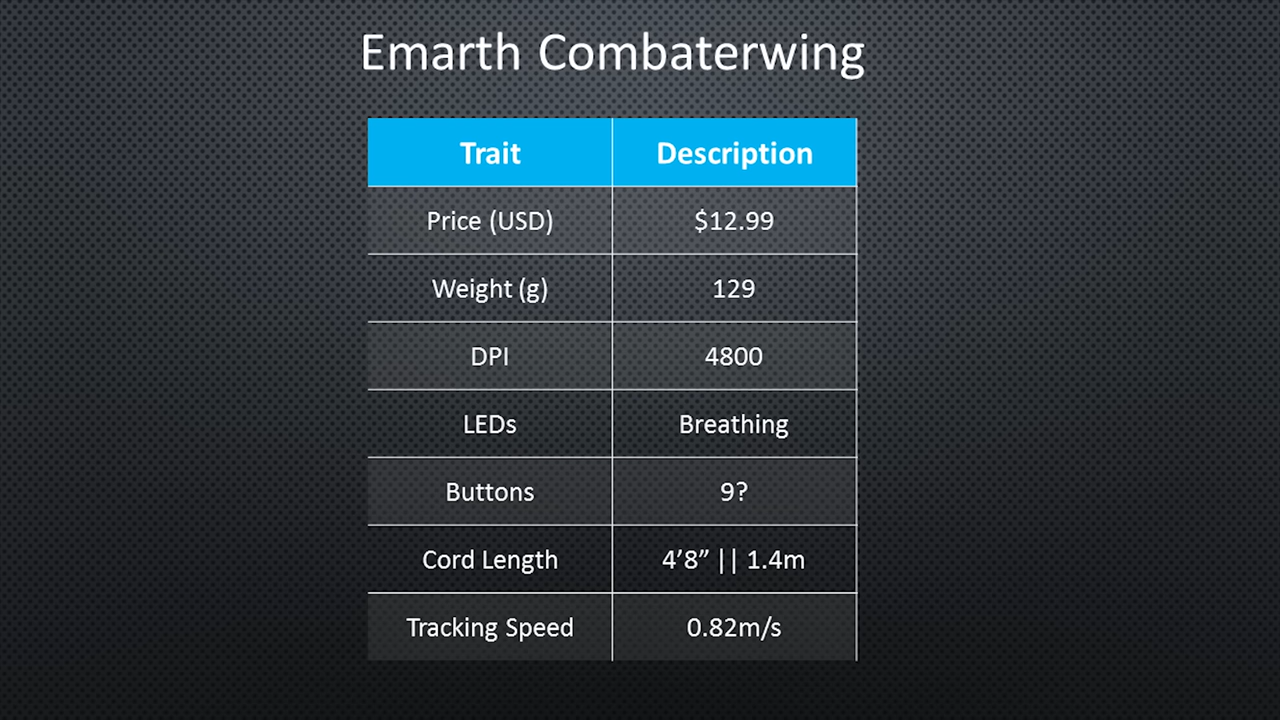 Emarth Combaterwing
Trait Description
Price (USD) $12.99
Weight (g) 129
DPI 4800
LEDs Breathing
Buttons 9?
Cord Length 4’8” || 1.4m
Tracking Speed 0.82m/s